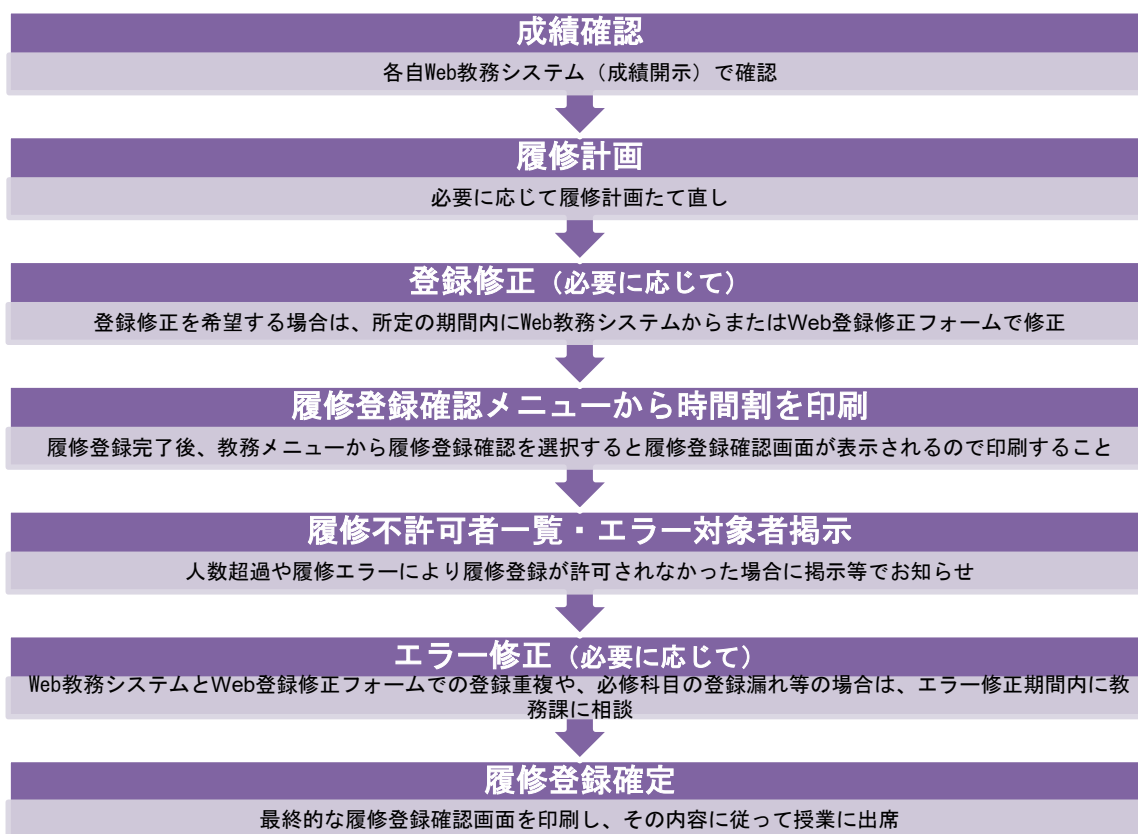 成績確認
各自Web教務システム（成績開示）で確認
履修計画
必要に応じて履修計画たて直し
登録修正（必要に応じて）
登録修正を希望する場合は、所定の期間内にWeb教務システムからまたはWeb登録修正フォームで修正
履修登録確認メニューから時間割を印刷
履修登録完了後、教務メニューから履修登録確認を選択すると履修登録確認画面が表示されるので印刷すること
履修不許可者一覧・エラー対象者掲示
人数超過や履修エラーにより履修登録が許可されなかった場合に掲示等でお知らせ
エラー修正（必要に応じて）
Web教務システムとWeb登録修正フォームでの登録重複や、必修科目の登録漏れ等の場合は、エラー修正期間内に教
務課に相談
履修登録確定
最終的な履修登録確認画面を印刷し、その内容に従って授業に出席